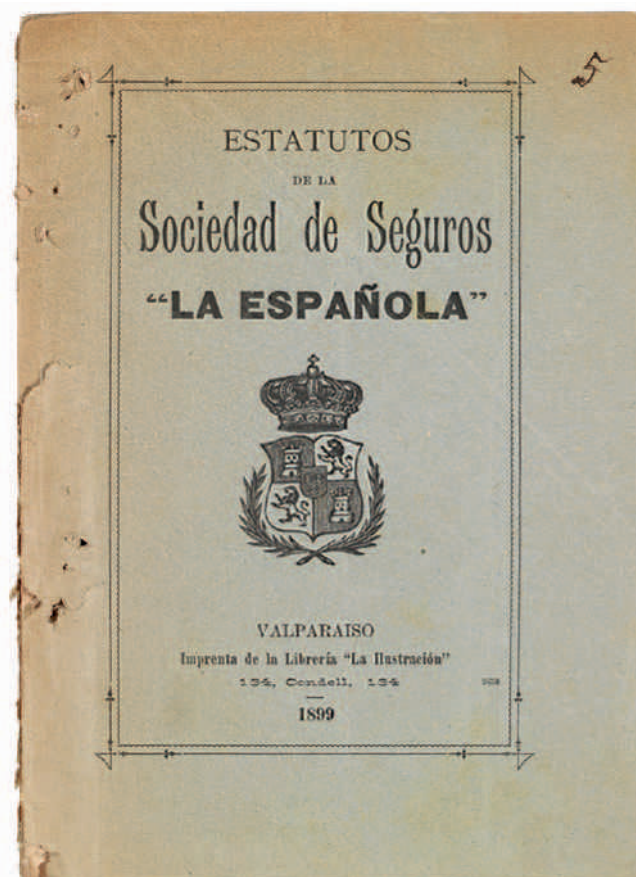 ESTATUTOS
DE LA
Sociedad de Seguros
“LA ESPAÑOLA”
VALPARAISO
Imprenta de la Librería “La Ilustración”
134, Condell, 134
1899